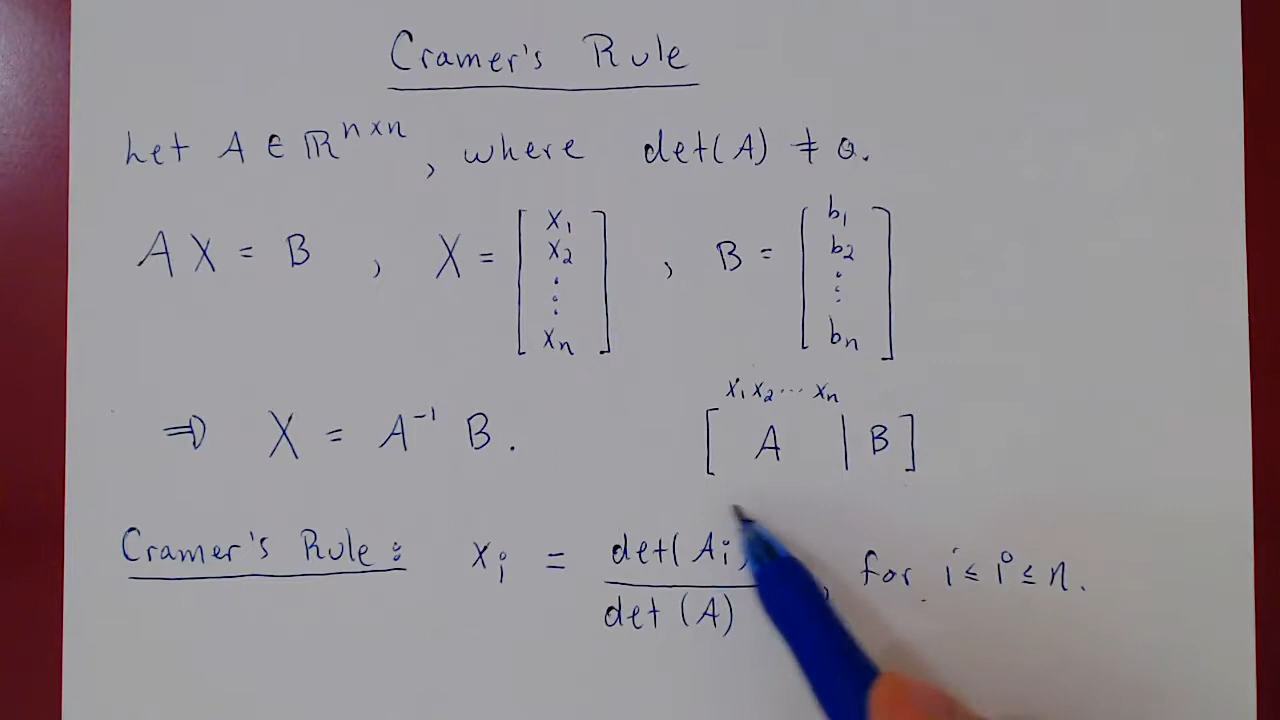 Cramer's Rule
Let A ∈ ℝⁿˣⁿ, where det(A) ≠ 0.
AX = B , X = [x₁ x₂ ⋮ xₙ] , B = [b₁ b₂ ⋮ bₙ]
x₁ x₂ ⋯ xₙ
⇒ X = A⁻¹ B. [ A | B ]
Cramer's Rule: xᵢ = det(Aᵢ) / det(A) , for i ≤ i ≤ n.